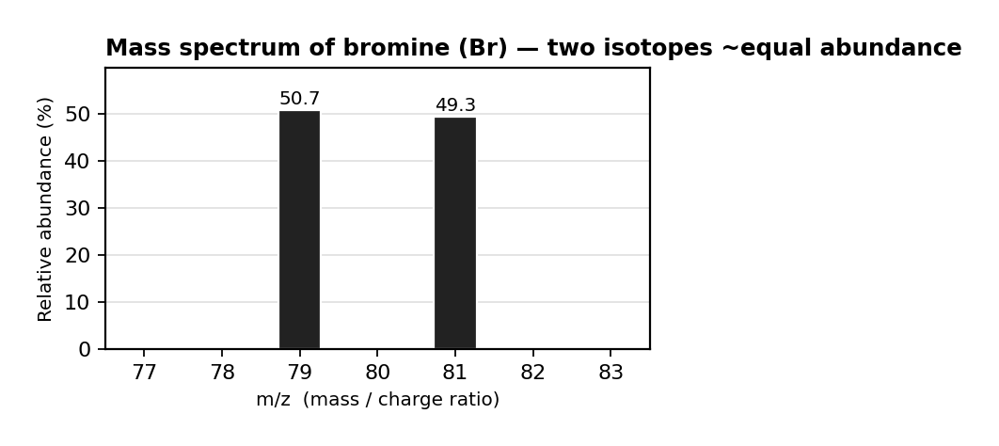 Mass spectrum of bromine (Br) — two isotopes ~equal abundance
50.7
49.3
Relative abundance (%)
50
40
30
20
10
0
77 78 79 80 81 82 83
m/z (mass / charge ratio)